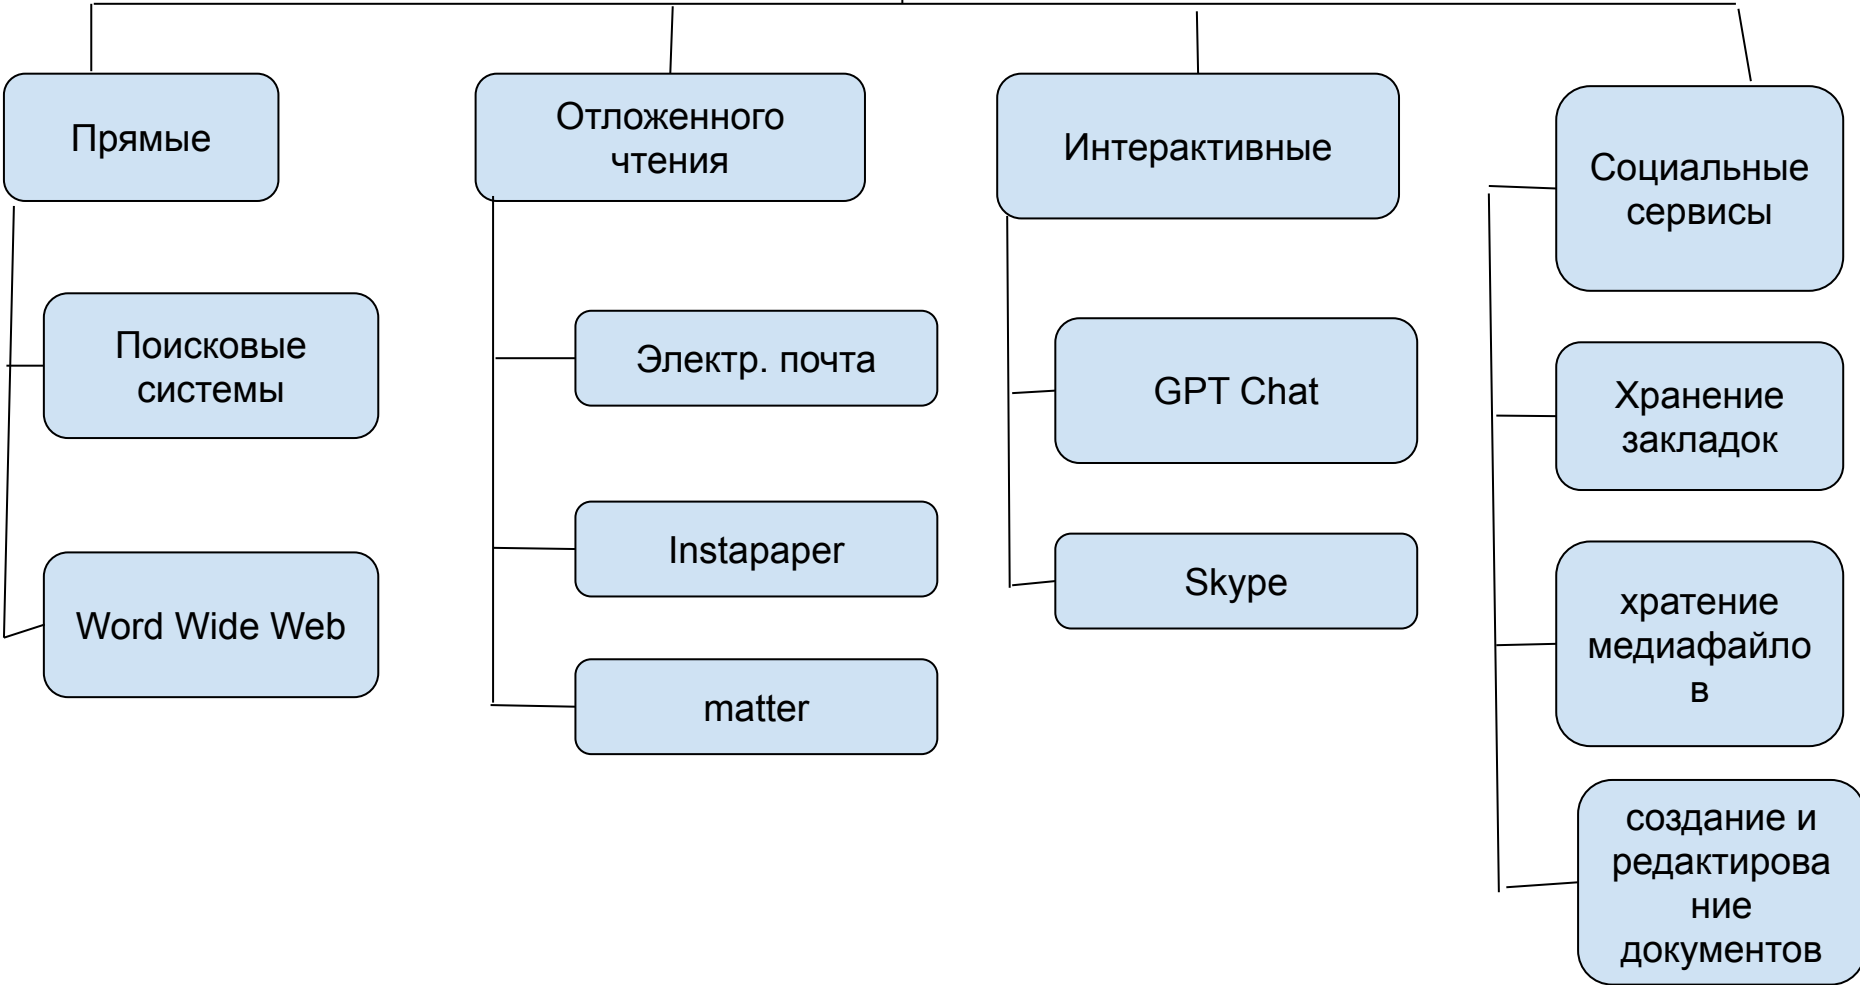 Прямые
Отложенного
чтения
Интерактивные
Социальные
сервисы
Поисковые
системы
Электр. почта
GPT Chat
Хранение
закладок
Instapaper
Skype
хратение
медиафайло
в
Word Wide Web
matter
создание и
редактирова
ние
документов